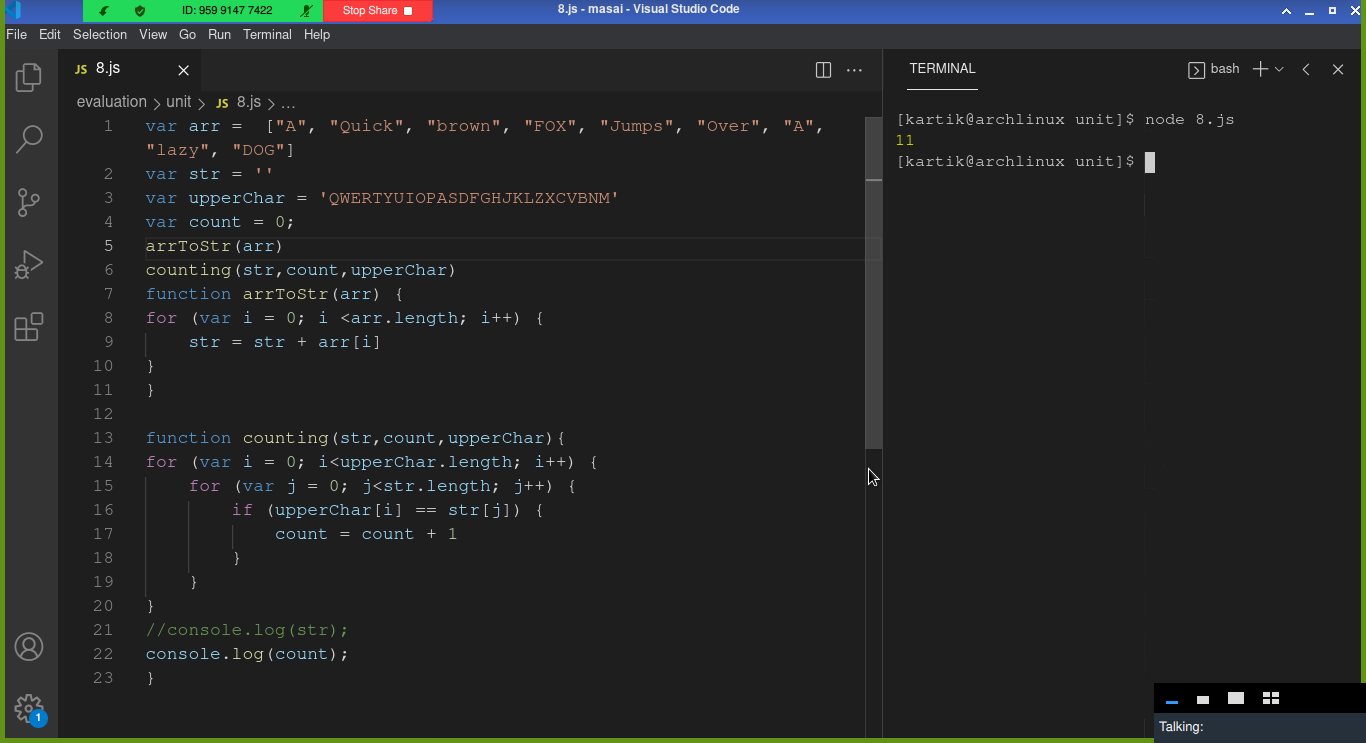 ID: 959 9147 7422
Stop Share
8.js - masai - Visual Studio Code
File Edit Selection View Go Run Terminal Help
JS 8.js
evaluation > unit > JS 8.js > ...
1 var arr =  ["A", "Quick", "brown", "FOX", "Jumps", "Over", "A",
"lazy", "DOG"]
2 var str = ''
3 var upperChar = 'QWERTYUIOPASDFGHJKLZXCVBNM'
4 var count = 0;
5 arrToStr(arr)
6 counting(str,count,upperChar)
7 function arrToStr(arr) {
8 for (var i = 0; i <arr.length; i++) {
9     str = str + arr[i]
10 }
11 }
12
13 function counting(str,count,upperChar){
14 for (var i = 0; i<upperChar.length; i++) {
15     for (var j = 0; j<str.length; j++) {
16         if (upperChar[i] == str[j]) {
17             count = count + 1
18         }
19     }
20 }
21 //console.log(str);
22 console.log(count);
23 }
TERMINAL
bash
[kartik@archlinux unit]$ node 8.js
11
[kartik@archlinux unit]$
1
Talking: